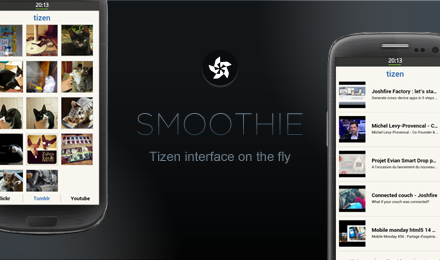 20:13
tizen
lickr
Tumblr
Youtube
SMOOTHIE
Tizen interface on the fly
20:13
tizen
Joshfire Factory : let's sta..
Generate cross-device apps in 5 steps...
Michel Levy-Provencal - Co..
Michel Levy-Provencal - Co-Founder &
Projet Evian Smart Drop p..
A l'occasion du lancement du nouveau..
Connected couch - Joshfire
What if your couch was connected?
Mobile monday html5 14 ..
Mobile Monday #56 : Partage d'expérie..